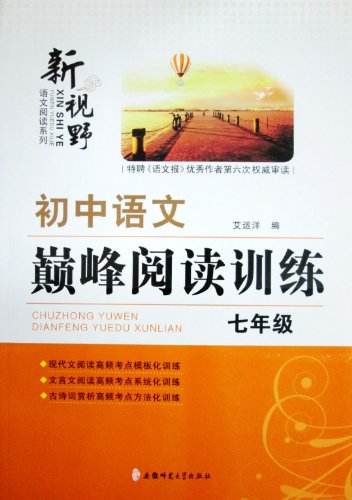 新视野
XIN SHI YE
YUWEN YUEDU XILIE
语文阅读系列
特聘《语文报》优秀作者第六次权威审读
初中语文
艾运洋 编
巅峰阅读训练
CHUZHONG YUWEN
DIANFENG YUEDU XUNLIAN
七年级
◆现代文阅读高频考点模板化训练
◆文言文阅读高频考点系统化训练
◆古诗词赏析高频考点方法化训练
安徽师范大学出版社